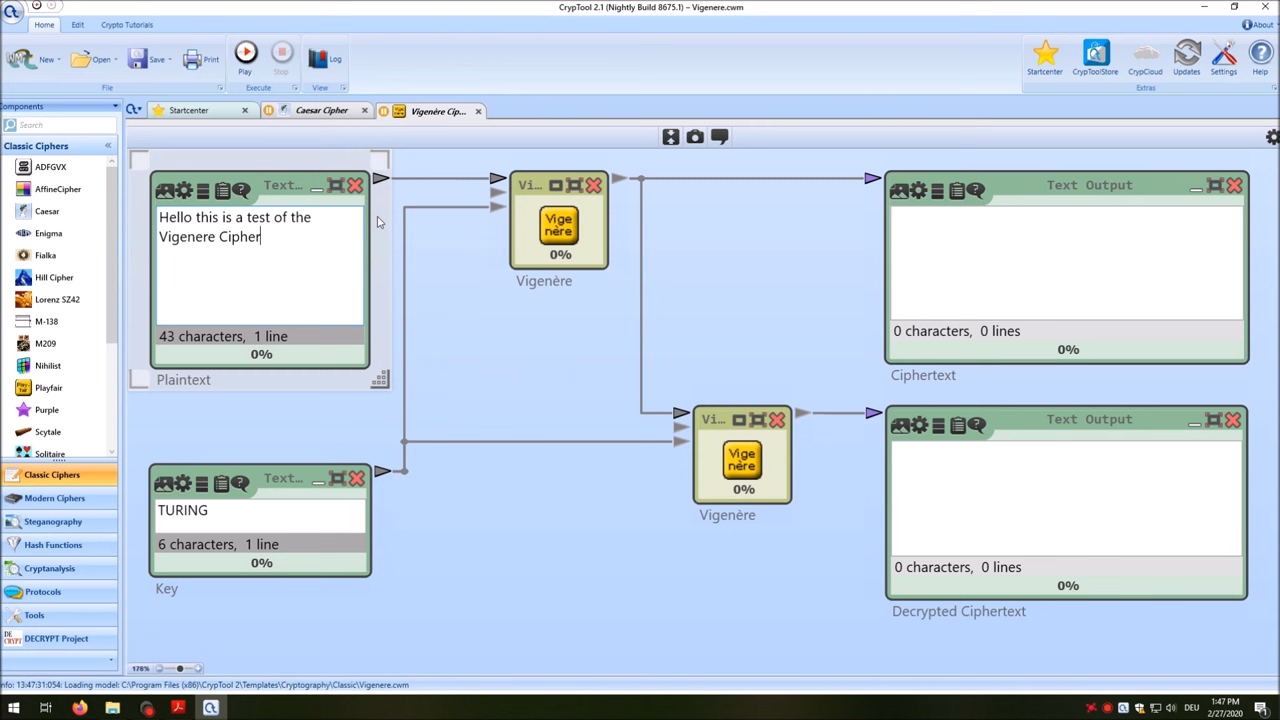 CrypTool 2.1 (Nightly Build 8675.1) – Vigenere.cwm
Home Edit Crypto Tutorials
About
New Open Save Print Play Stop Log
Startcenter CrypToolStore CrypCloud Updates Settings Help
File Execute View Extras
Components
Startcenter Caesar Cipher Vigenère Cip...
Search
Classic Ciphers
ADFGVX
AffineCipher
Caesar
Enigma
Fialka
Hill Cipher
Lorenz SZ42
M-138
M209
Nihilist
Playfair
Purple
Scytale
Solitaire
Classic Ciphers
Modern Ciphers
Steganography
Hash Functions
Cryptanalysis
Protocols
Tools
DECRYPT Project
Text...
Hello this is a test of the
Vigenere Cipher
43 characters, 1 line
0%
Plaintext
Text...
TURING
6 characters, 1 line
0%
Key
Vi...
Vige
nère
0%
Vigenère
Vi...
Vige
nère
0%
Vigenère
Text Output
0 characters, 0 lines
0%
Ciphertext
Text Output
0 characters, 0 lines
0%
Decrypted Ciphertext
178%
Info: 13:47:31:054: Loading model: C:\Program Files (x86)\CrypTool 2\Templates\Cryptography\Classic\Vigenere.cwm
DEU
1:47 PM
2/27/2020